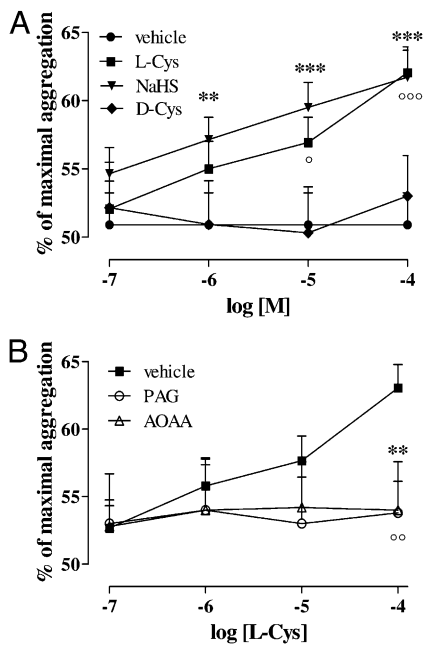 A
vehicle
L-Cys
NaHS
D-Cys
% of maximal aggregation
65
60
55
50
**
***
***
○
○○○
-7 -6 -5 -4
log [M]
B
vehicle
PAG
AOAA
% of maximal aggregation
65
60
55
50
**
○○
-7 -6 -5 -4
log [L-Cys]